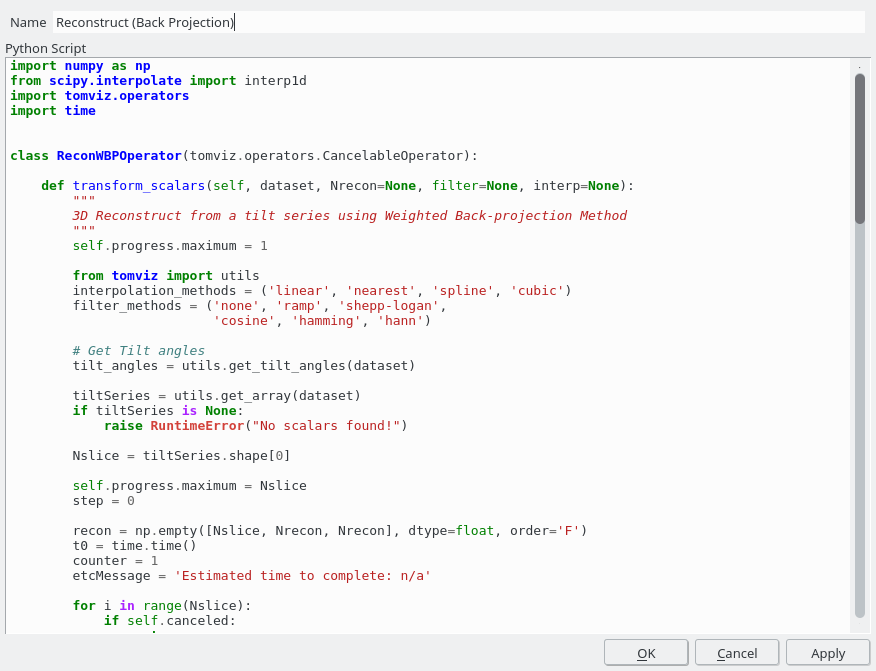 Name Reconstruct (Back Projection)
Python Script
import numpy as np
from scipy.interpolate import interp1d
import tomviz.operators
import time
class ReconWBPOperator(tomviz.operators.CancelableOperator):
    def transform_scalars(self, dataset, Nrecon=None, filter=None, interp=None):
        """
        3D Reconstruct from a tilt series using Weighted Back-projection Method
        """
        self.progress.maximum = 1
        from tomviz import utils
        interpolation_methods = ('linear', 'nearest', 'spline', 'cubic')
        filter_methods = ('none', 'ramp', 'shepp-logan',
                          'cosine', 'hamming', 'hann')
        # Get Tilt angles
        tilt_angles = utils.get_tilt_angles(dataset)
        tiltSeries = utils.get_array(dataset)
        if tiltSeries is None:
            raise RuntimeError("No scalars found!")
        Nslice = tiltSeries.shape[0]
        self.progress.maximum = Nslice
        step = 0
        recon = np.empty([Nslice, Nrecon, Nrecon], dtype=float, order='F')
        t0 = time.time()
        counter = 1
        etcMessage = 'Estimated time to complete: n/a'
        for i in range(Nslice):
            if self.canceled:
OK Cancel Apply